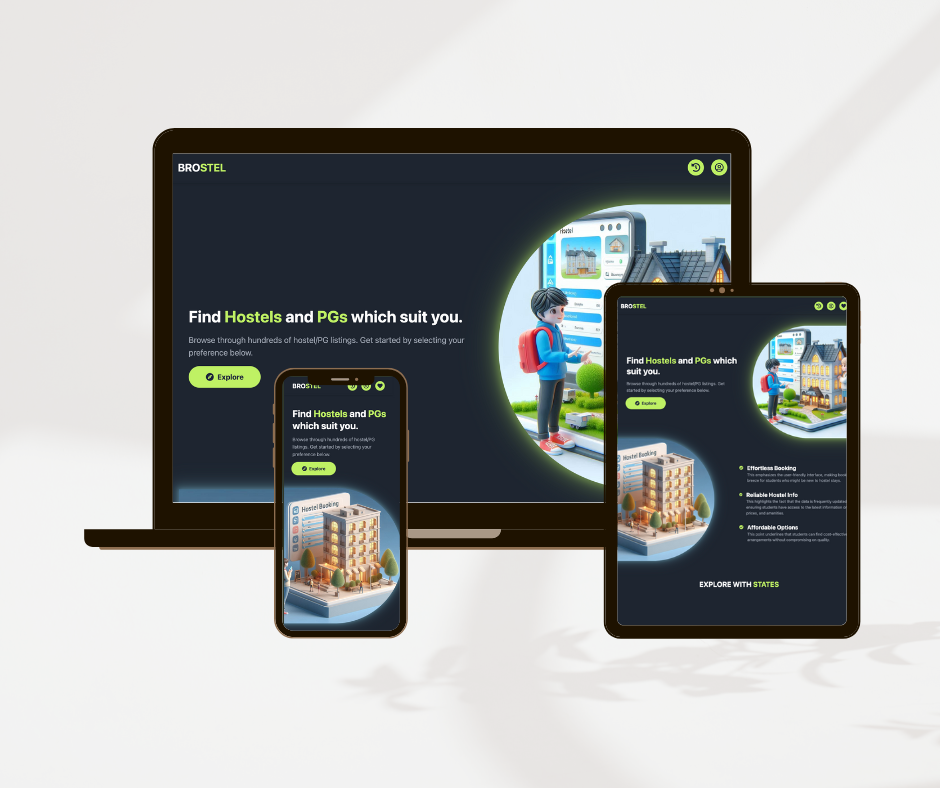 BROSTEL
Find Hostels and PGs which suit you.
Browse through hundreds of hostel/PG listings. Get started by selecting your
preference below.
Explore
Hostel
BROSTEL
Find Hostels and PGs
which suit you.
Browse through hundreds of hostel/PG
listings. Get started by selecting your
preference below.
Explore
Hostel Booking
BROSTEL
Find Hostels and PGs which
suit you.
Browse through hundreds of hostel/PG listings. Get
started by selecting your preference below.
Explore
Hostel Booking
Effortless Booking
This emphasizes the user-friendly interface, making
breeze for students who might be new to hostel stays.
Reliable Hostel Info
This highlights the fact that the data is frequently
ensuring students have access to the latest information
prices, and amenities.
Affordable Options
This point underlines that students can find
arrangements without compromising on quality.
EXPLORE WITH STATES